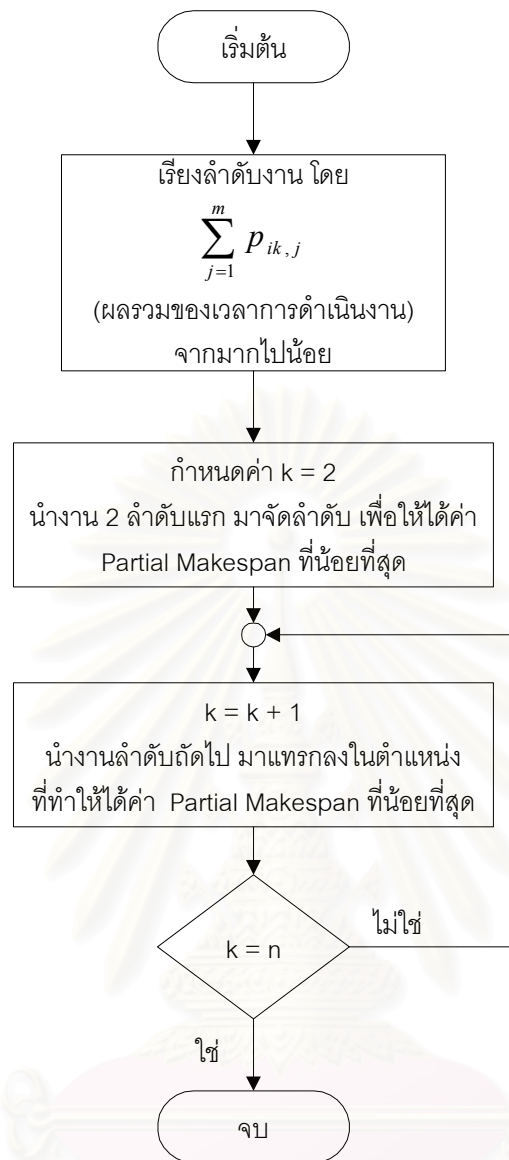 เริ่มต้น
เรียงลำดับงาน โดย
\sum_{j=1}^{m} p_{ik,j}
(ผลรวมของเวลาการดำเนินงาน)
จากมากไปน้อย
กำหนดค่า k = 2
นำงาน 2 ลำดับแรก มาจัดลำดับ เพื่อให้ได้ค่า
Partial Makespan ที่น้อยที่สุด
k = k + 1
นำงานลำดับถัดไป มาแทรกลงในตำแหน่ง
ที่ทำให้ได้ค่า Partial Makespan ที่น้อยที่สุด
k = n
ไม่ใช่
ใช่
จบ